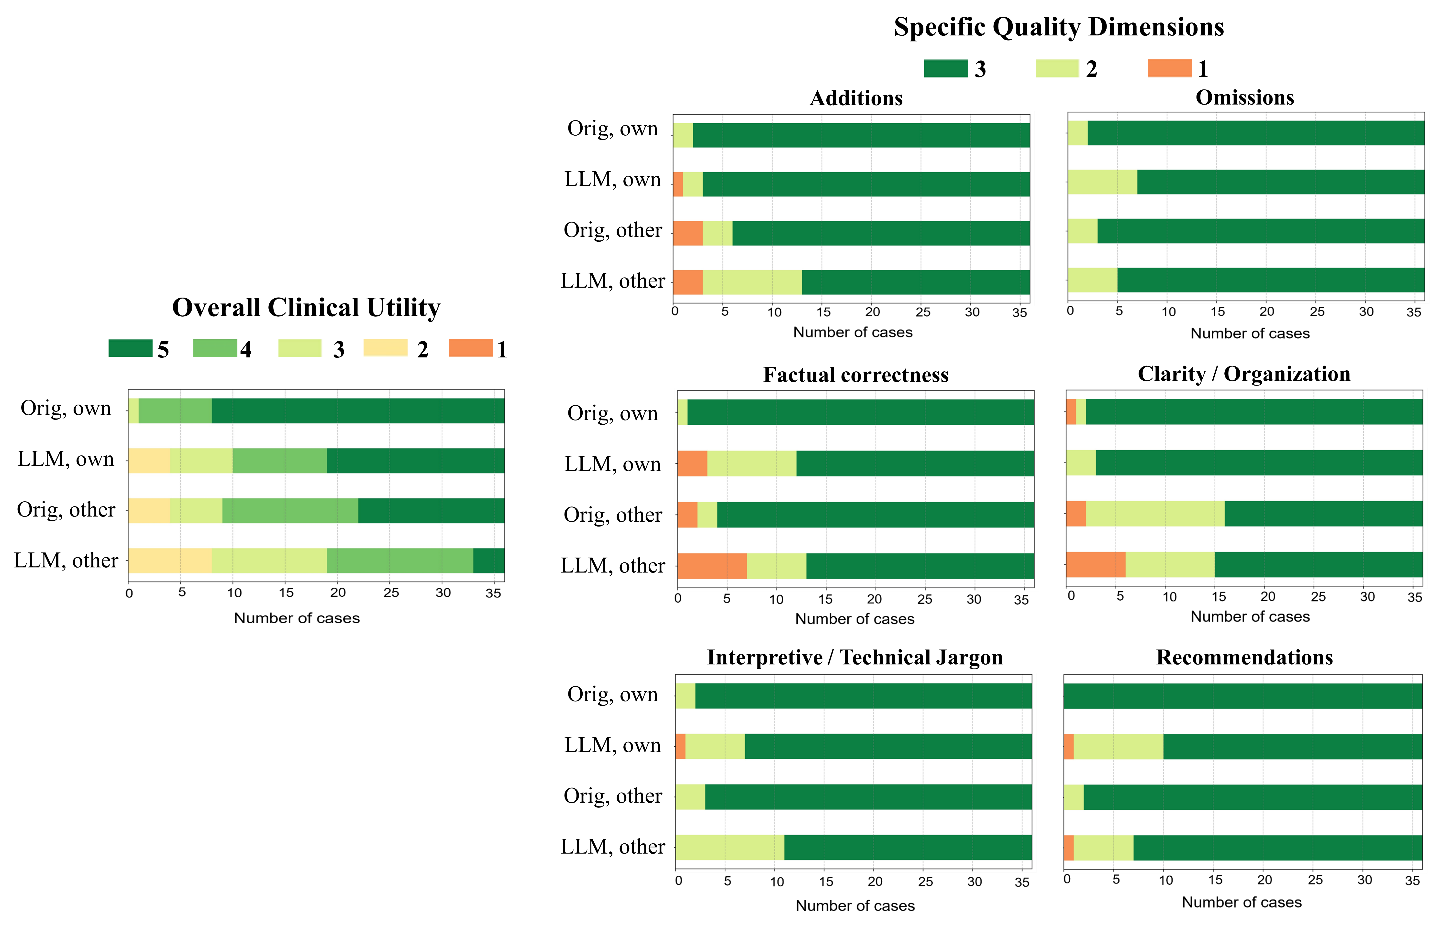 Specific Quality Dimensions
3 2 1
Additions
Orig, own
LLM, own
Orig, other
LLM, other
0 5 10 15 20 25 30 35
Number of cases
Omissions
0 5 10 15 20 25 30 35
Number of cases
Overall Clinical Utility
5 4 3 2 1
Orig, own
LLM, own
Orig, other
LLM, other
0 5 10 15 20 25 30 35
Number of cases
Factual correctness
Orig, own
LLM, own
Orig, other
LLM, other
0 5 10 15 20 25 30 35
Number of cases
Clarity / Organization
0 5 10 15 20 25 30 35
Number of cases
Interpretive / Technical Jargon
Orig, own
LLM, own
Orig, other
LLM, other
0 5 10 15 20 25 30 35
Number of cases
Recommendations
0 5 10 15 20 25 30 35
Number of cases